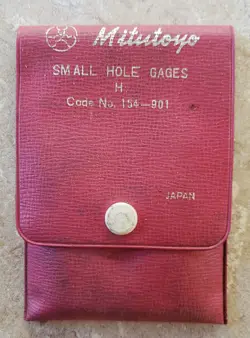 Mitutoyo
SMALL HOLE GAGES
H
Code No. 154-901
JAPAN